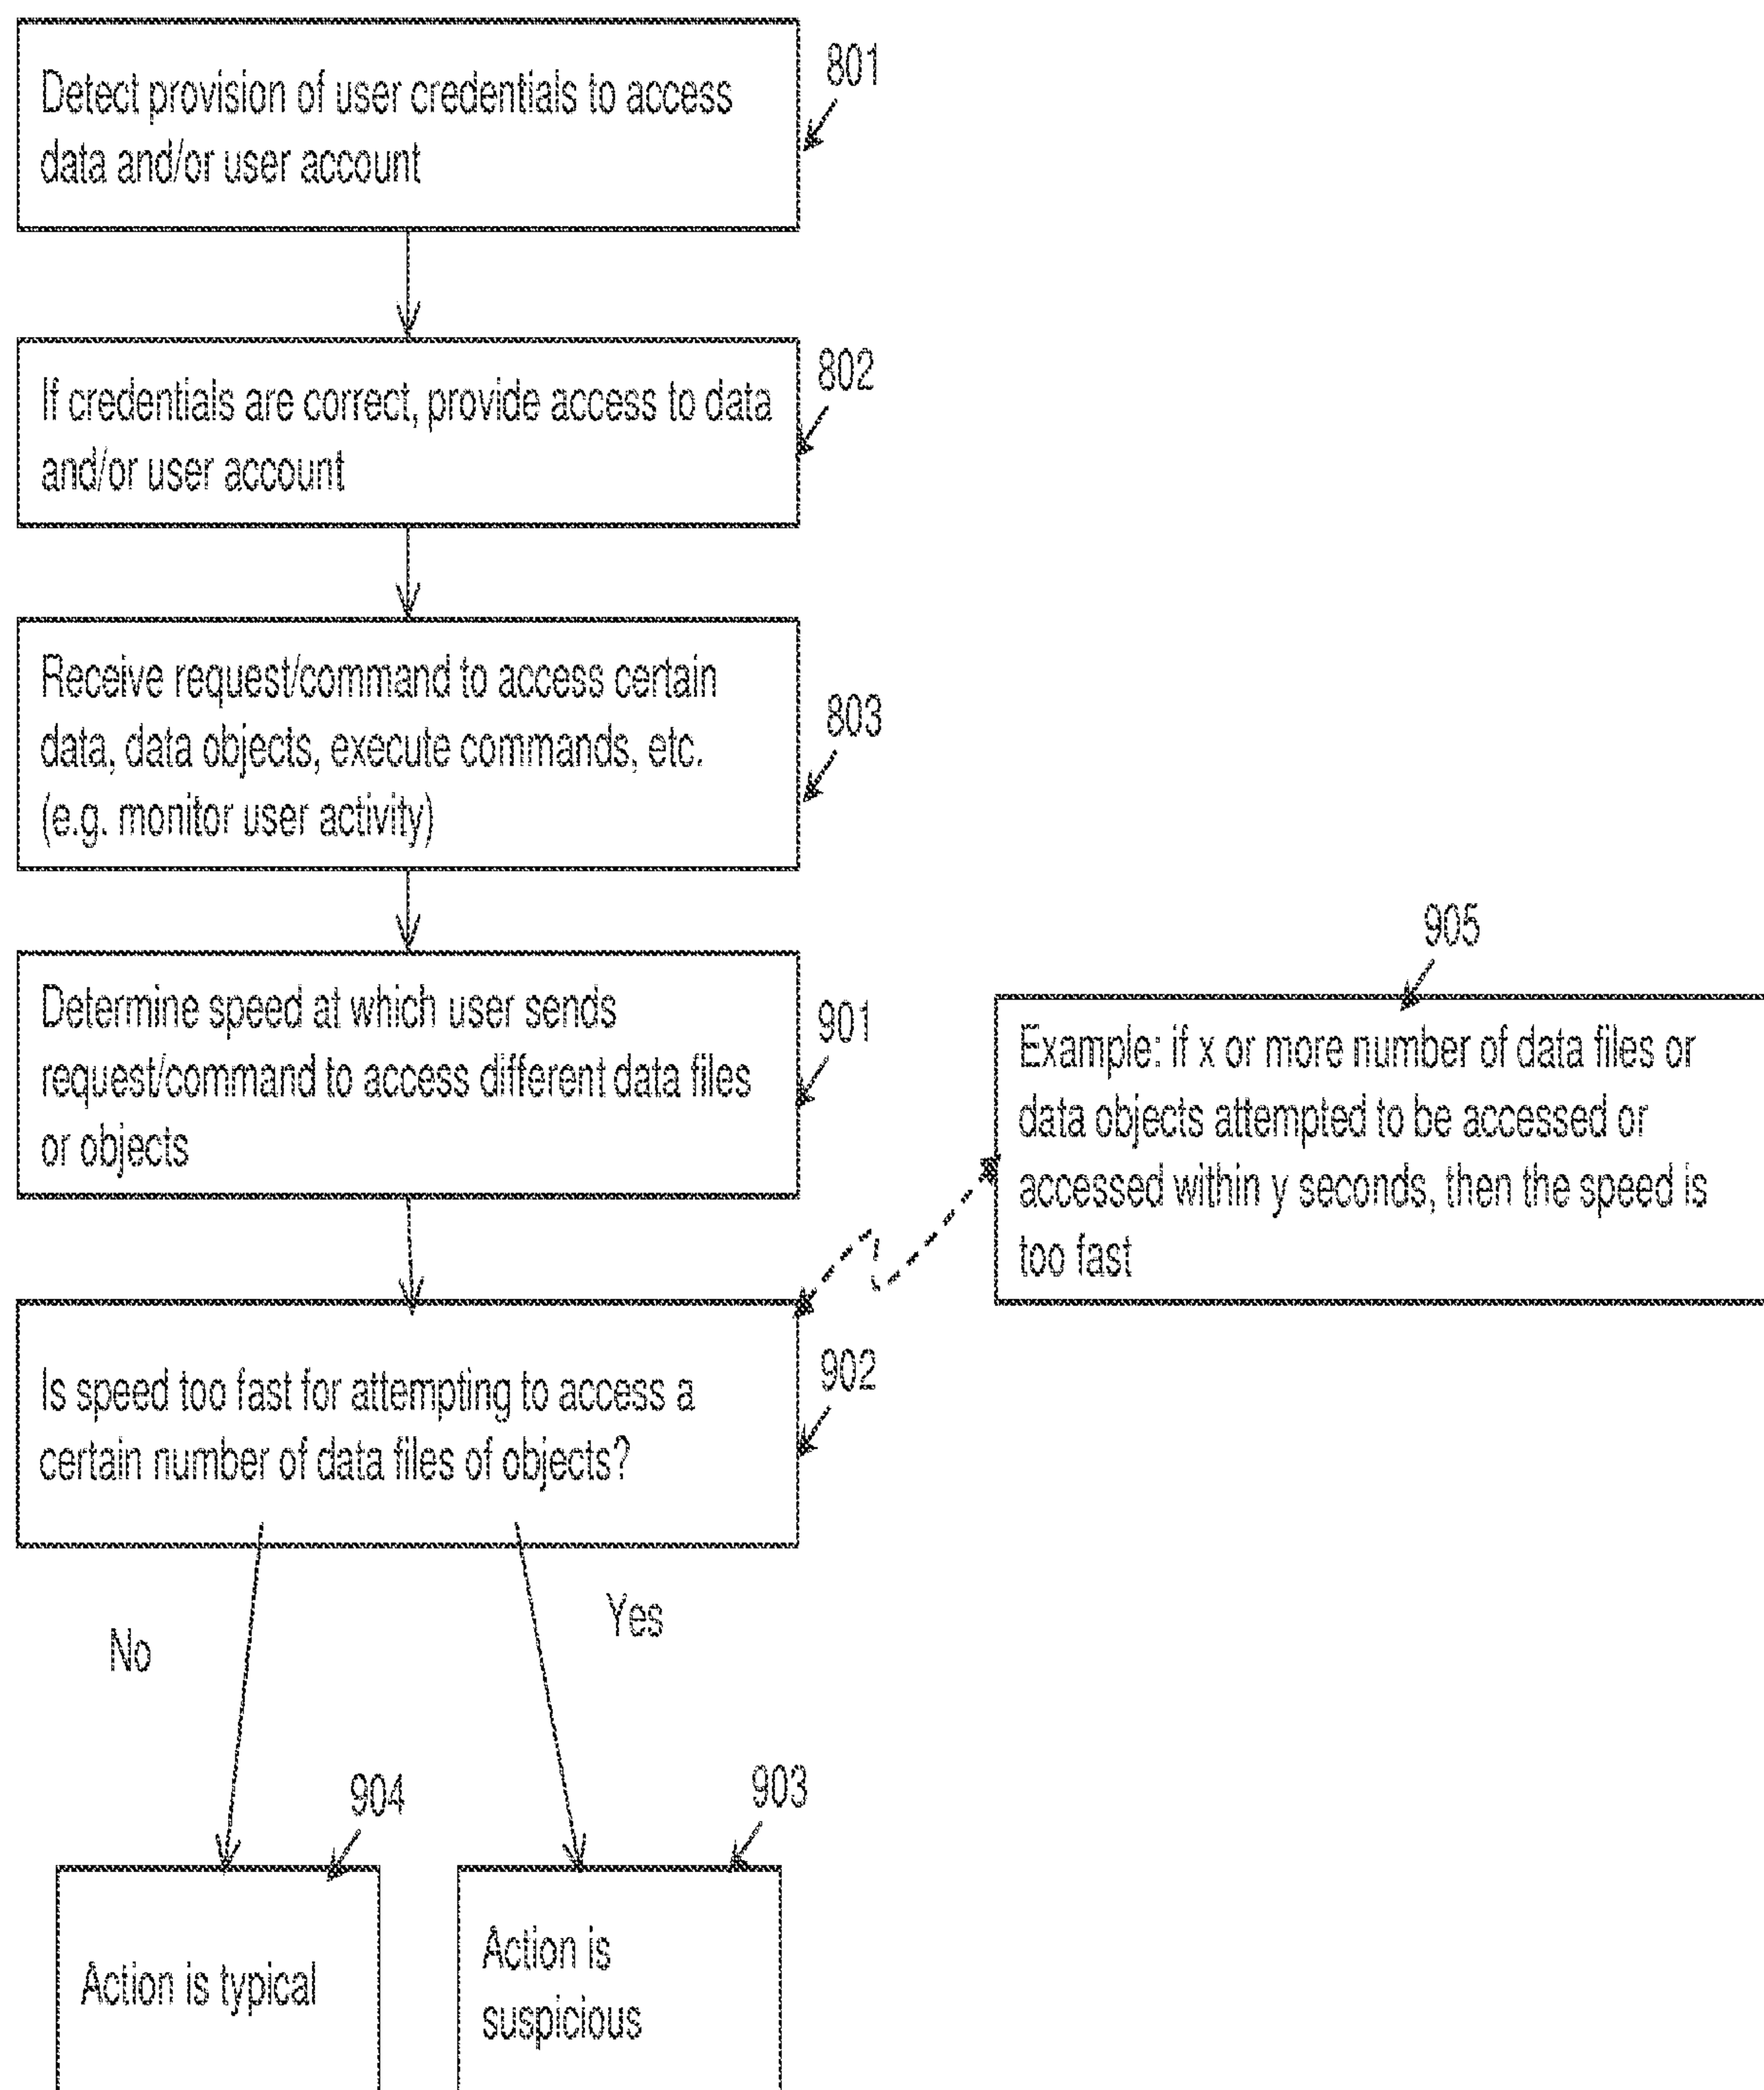 Detect provision of user credentials to access
data and/or user account
801
If credentials are correct, provide access to data
and/or user account
802
Receive request/command to access certain
data, data objects, execute commands, etc.
(e.g. monitor user activity)
803
Determine speed at which user sends
request/command to access different data files
or objects
901
905
Example: if x or more number of data files or
data objects attempted to be accessed or
accessed within y seconds, then the speed is
too fast
Is speed too fast for attempting to access a
certain number of data files of objects?
902
No
Yes
904
903
Action is typical
Action is
suspicious